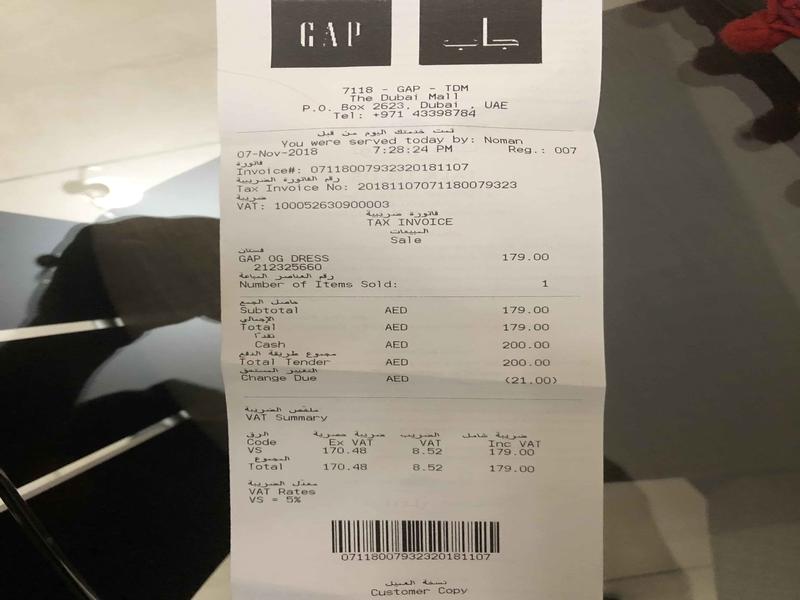 GAP جاب
7118 - GAP - TDM
The Dubai Mall
P.O. Box 2623, Dubai , UAE
Tel: +971 43398784
تمت خدمتك اليوم من قبل
You were served today by: Noman
07-Nov-2018 7:28:24 PM Reg.: 007
فاتورة
Invoice#: 07118007932320181107
رقم الفاتورة الضريبية
Tax Invoice No: 20181107071180079323
ضريبة
VAT: 100052630900003
فاتورة ضريبية
TAX INVOICE
المبيعات
Sale
فستان
GAP OG DRESS 179.00
212325660
رقم العناصر المباعة
Number of Items Sold: 1
حاصل الجمع
Subtotal AED 179.00
الإجمالي
Total AED 179.00
نقداً
Cash AED 200.00
مجموع طريقة الدفع
Total Tender AED 200.00
التغيير المستحق
Change Due AED (21.00)
ملخص الضريبة
VAT Summary
الرق ضريبة حصرية الضريب ضريبة شامل
Code Ex VAT VAT Inc VAT
VS 170.48 8.52 179.00
المجموع
Total 170.48 8.52 179.00
معدل الضريبة
VAT Rates
VS = 5%
07118007932320181107
نسخة العميل
Customer Copy